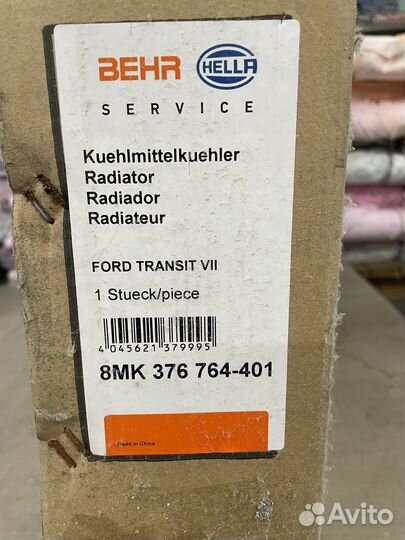 BEHR HELLA
SERVICE
Kuehlmittelkuehler
Radiator
Radiador
Radiateur
FORD TRANSIT VII
1 Stueck/piece
4 045621 379995
8MK 376 764-401
Made in China
Avito